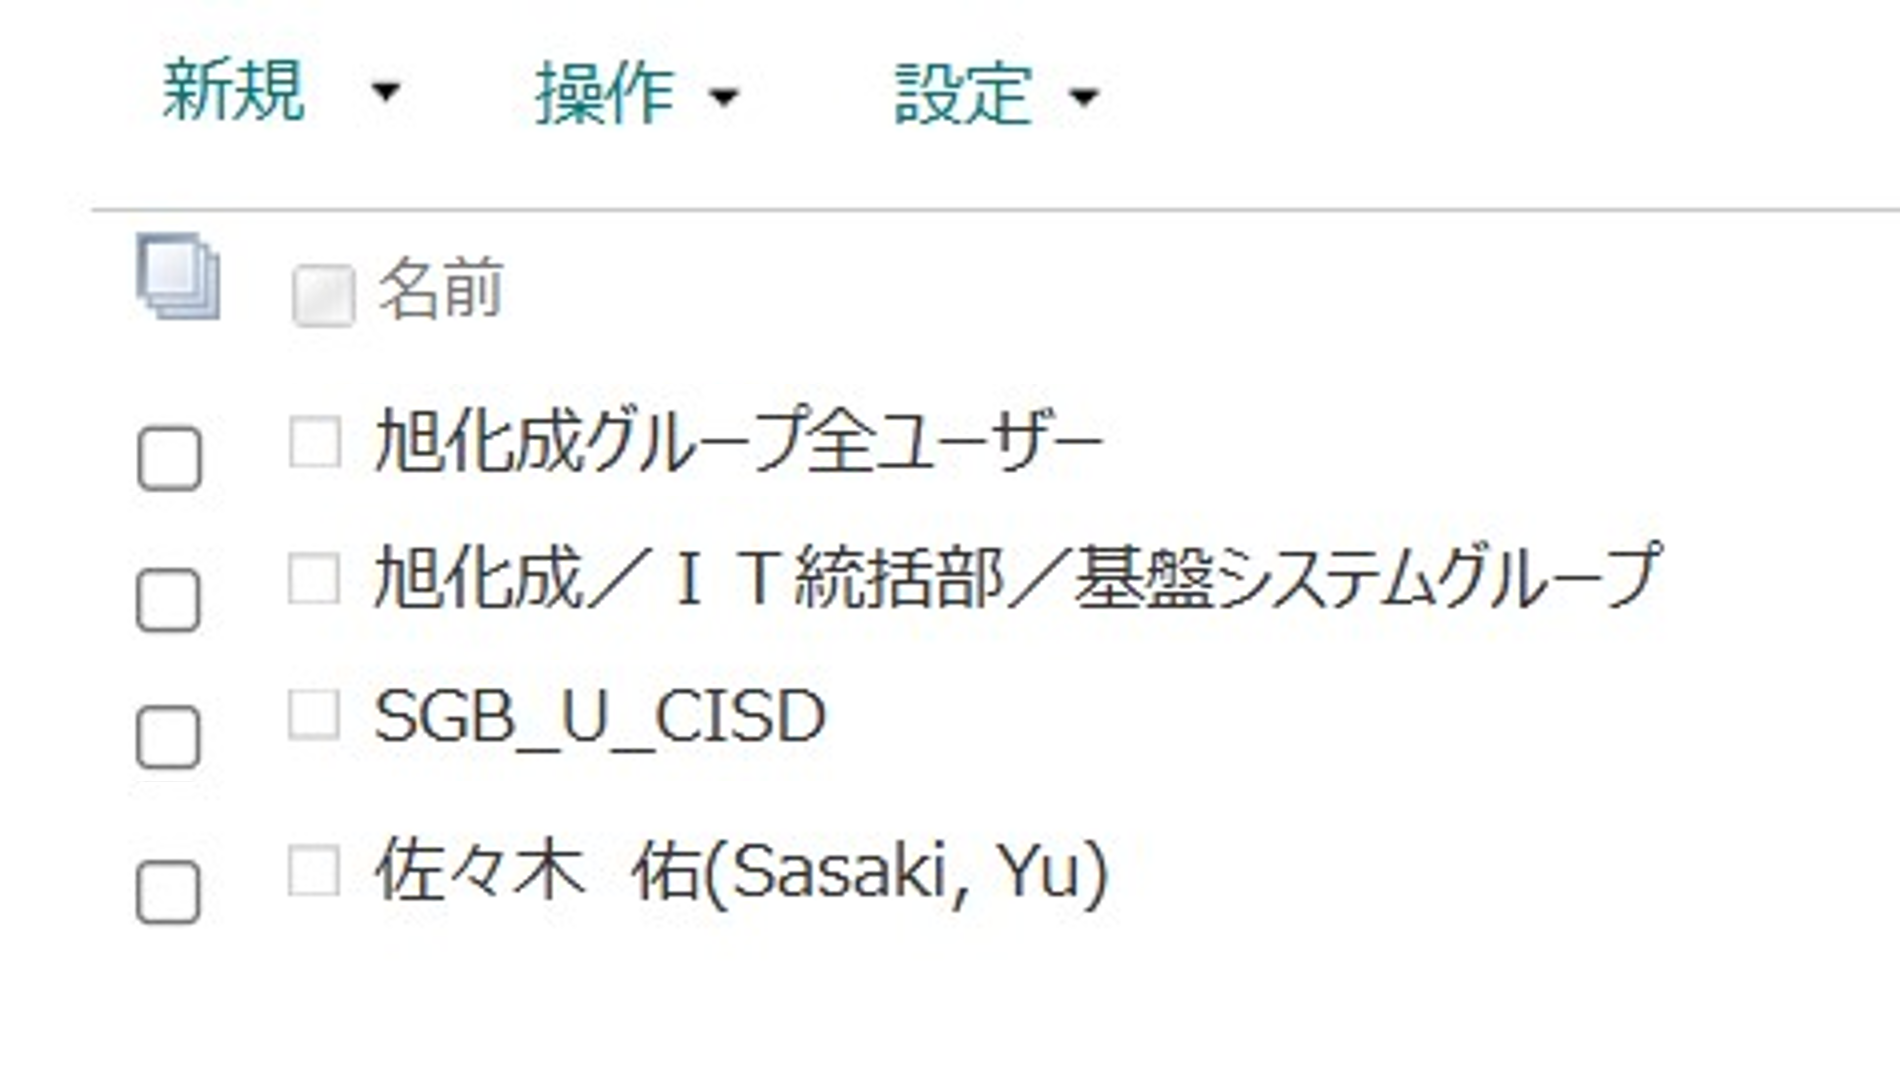 新規 操作 設定
名前
旭化成グループ全ユーザー
旭化成／ＩＴ統括部／基盤システムグループ
SGB_U_CISD
佐々木　佑(Sasaki, Yu)